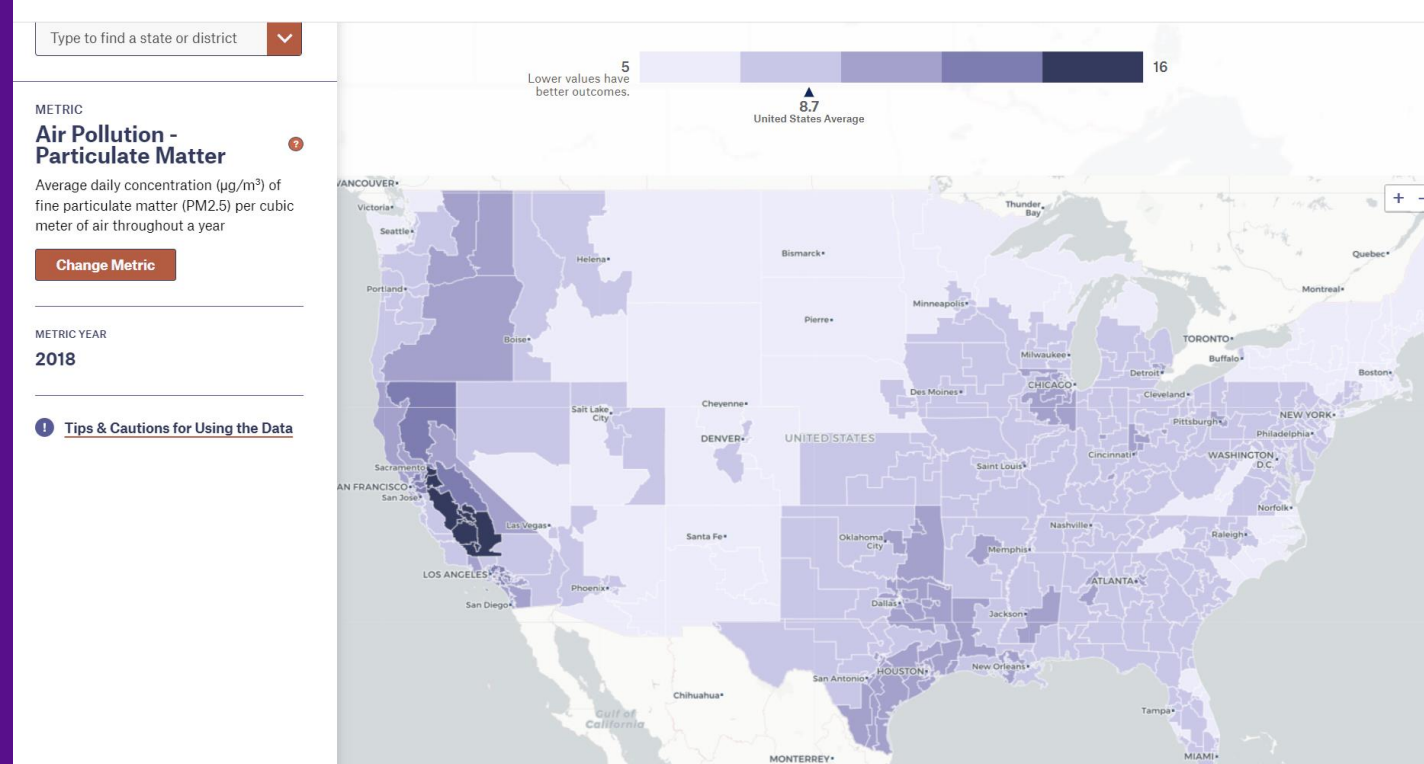 Type to find a state or district
METRIC
Air Pollution -
Particulate Matter
?
Average daily concentration (µg/m³) of
fine particulate matter (PM2.5) per cubic
meter of air throughout a year
Change Metric
METRIC YEAR
2018
! Tips & Cautions for Using the Data
5
Lower values have
better outcomes.
16
8.7
United States Average
+ -
VANCOUVER
Victoria
Seattle
Portland
Helena
Boise
Bismarck
Pierre
Thunder
Bay
Quebec
Montreal
Minneapolis
TORONTO
Buffalo
Milwaukee
Detroit
Boston
CHICAGO
Des Moines
Cleveland
Cheyenne
Salt Lake
City
DENVER
UNITED STATES
Pittsburgh
NEW YORK
Philadelphia
Cincinnati
WASHINGTON,
D.C.
Saint Louis
Sacramento
AN FRANCISCO
San Jose
Las Vegas
Norfolk
Nashville
Raleigh
Santa Fe
Oklahoma
City
Memphis
LOS ANGELES
Phoenix
ATLANTA
San Diego
Dallas
Jackson
San Antonio
HOUSTON
New Orleans
Chihuahua
Gulf of
California
Tampa
MONTERREY
MIAMI